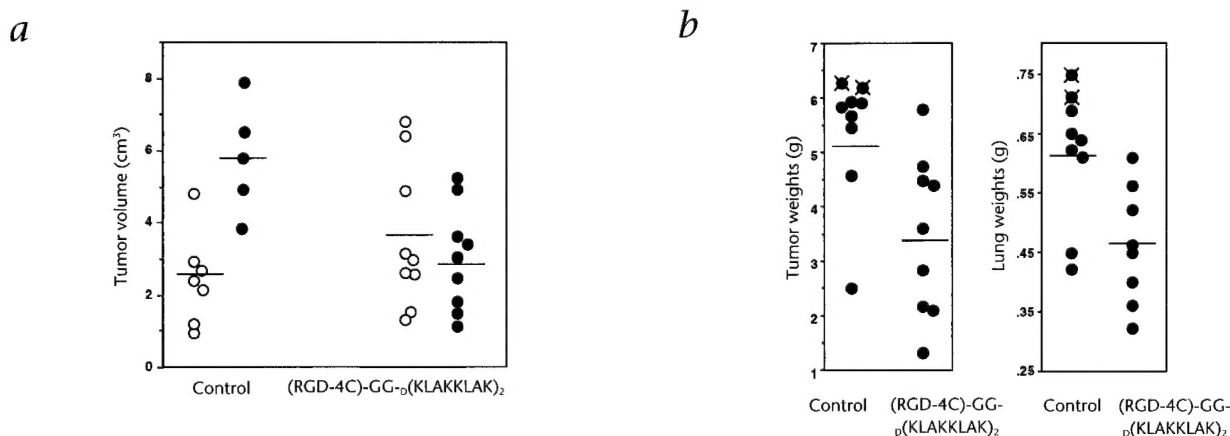 a
Tumor volume (cm³)
8
6
4
2
0
Control
(RGD-4C)-GG-D(KLAKKLAK)2
b
Tumor weights (g)
7
6
5
4
3
2
1
Control
(RGD-4C)-GG-
D(KLAKKLAK)2
Lung weights (g)
.75
.65
.55
.45
.35
.25
Control
(RGD-4C)-GG-
D(KLAKKLAK)2